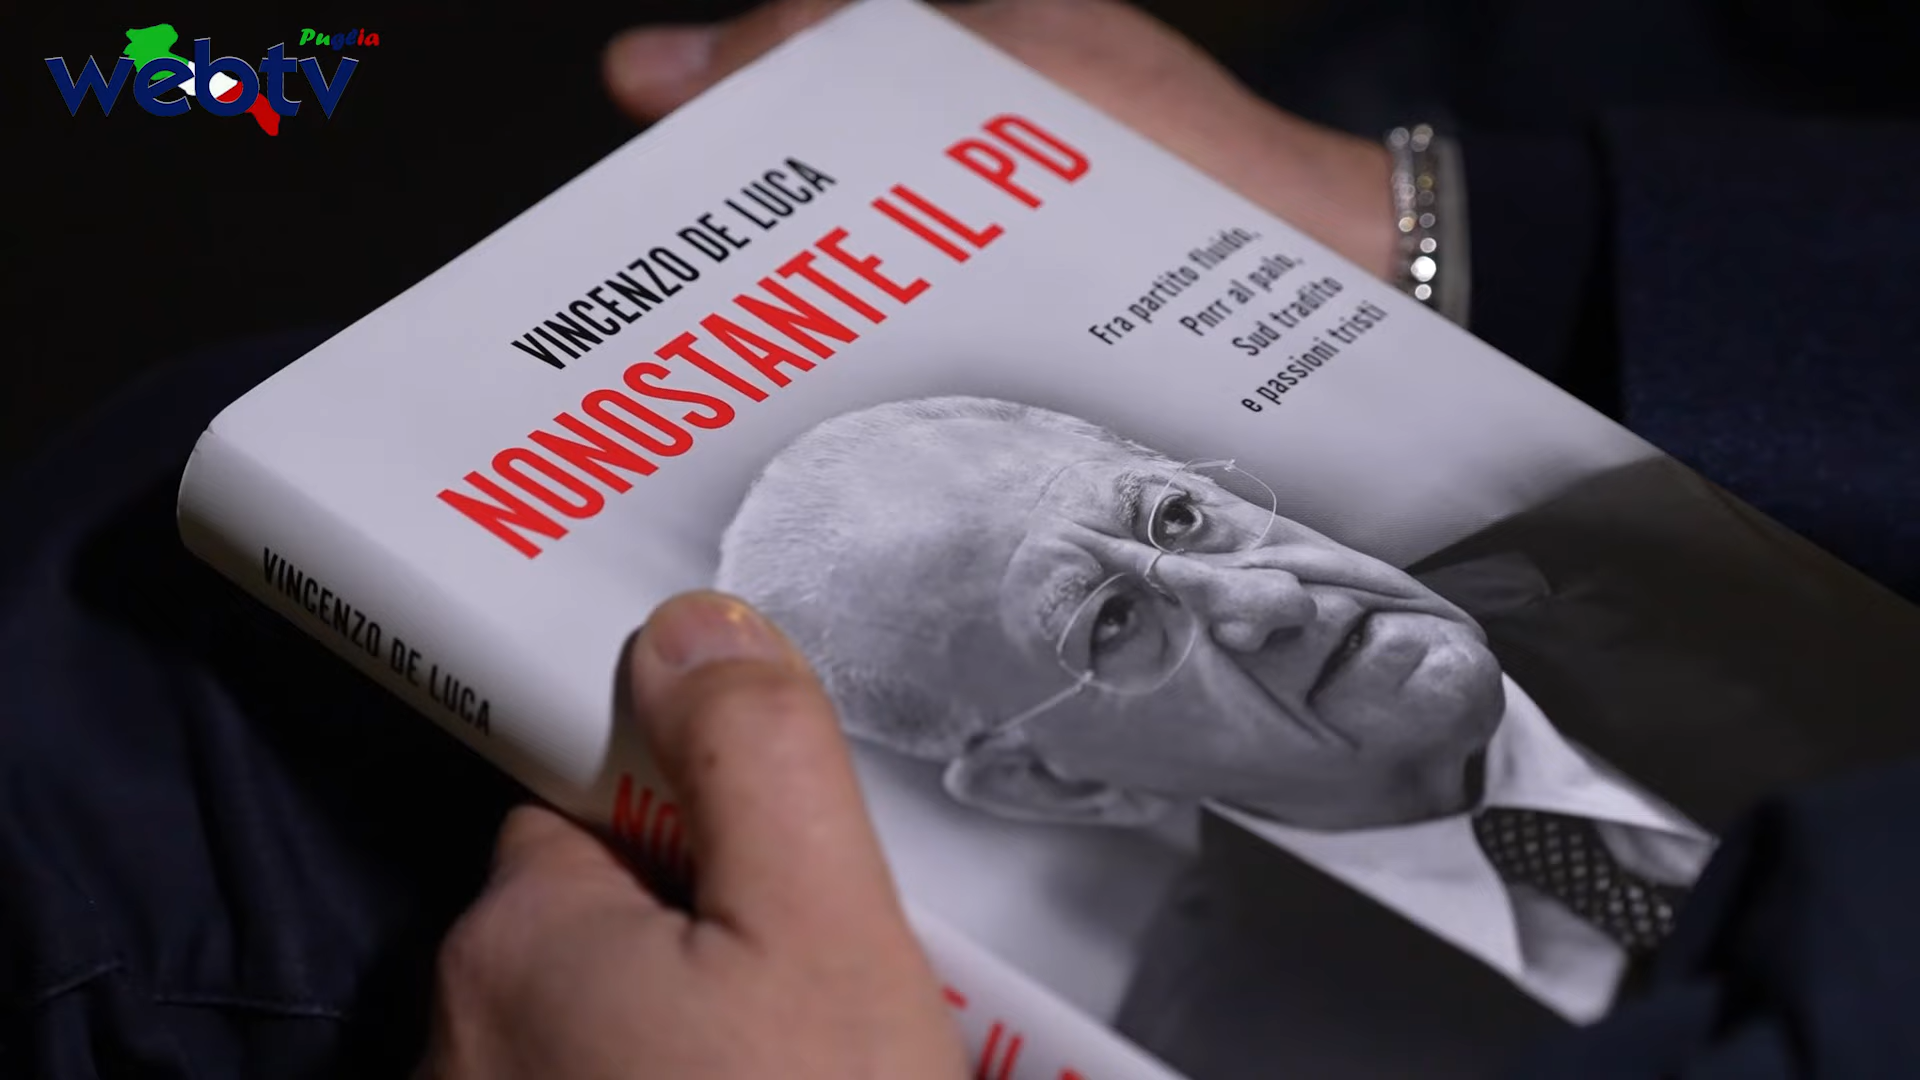 Puglia
webtv
VINCENZO DE LUCA
NONOSTANTE IL PD
Fra partito fluido,
Pnrr al palo,
Sud tradito
e passioni tristi
VINCENZO DE LUCA